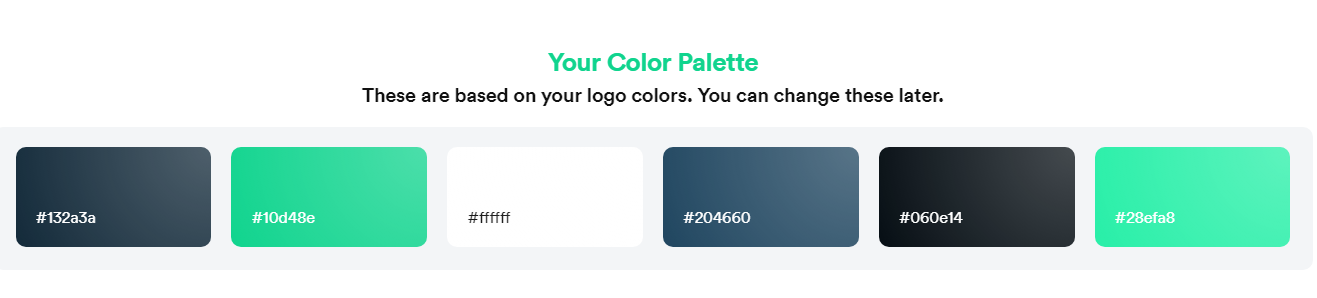 Your Color Palette
These are based on your logo colors. You can change these later.
#132a3a
#10d48e
#ffffff
#204660
#060e14
#28efa8